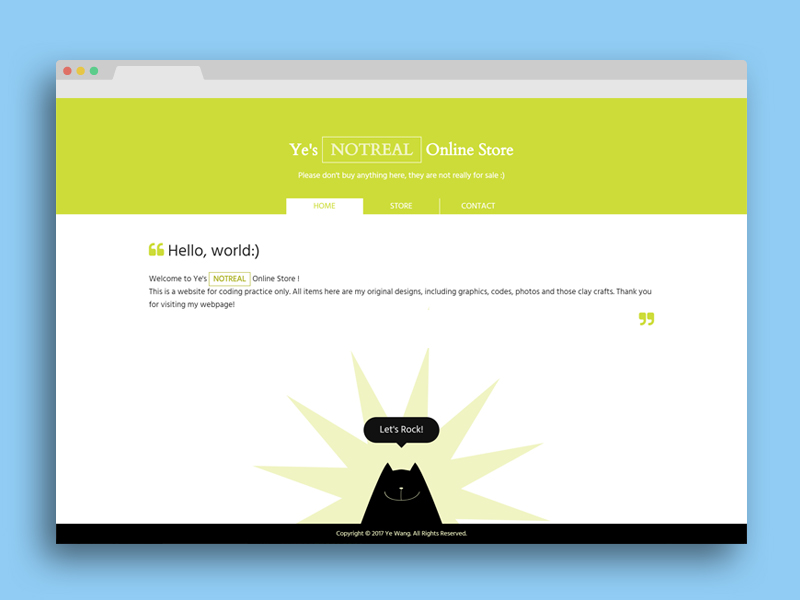 Ye's NOTREAL Online Store
Please don't buy anything here, they are not really for sale :)
HOME STORE CONTACT
Hello, world:)
Welcome to Ye's NOTREAL Online Store !
This is a website for coding practice only. All items here are my original designs, including graphics, codes, photos and those clay crafts. Thank you
for visiting my webpage!
Let's Rock!
Copyright © 2017 Ye Wang. All Rights Reserved.